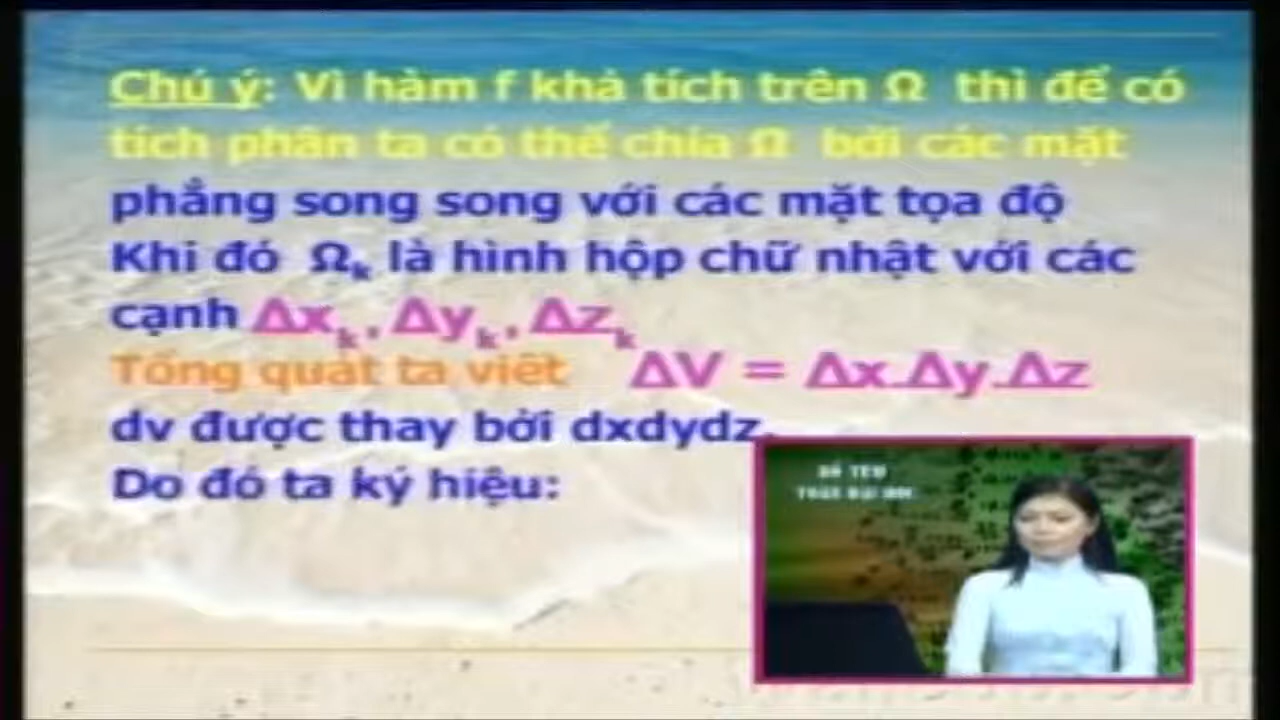 Chú ý: Vì hàm f khả tích trên Ω thì để có
tích phân ta có thể chia Ω bởi các mặt
phẳng song song với các mặt tọa độ
Khi đó Ωk là hình hộp chữ nhật với các
cạnh Δxk, Δyk, Δzk
Tổng quát ta viêt ΔV = Δx.Δy.Δz
dv được thay bởi dxdydz.
Do đó ta ký hiệu: